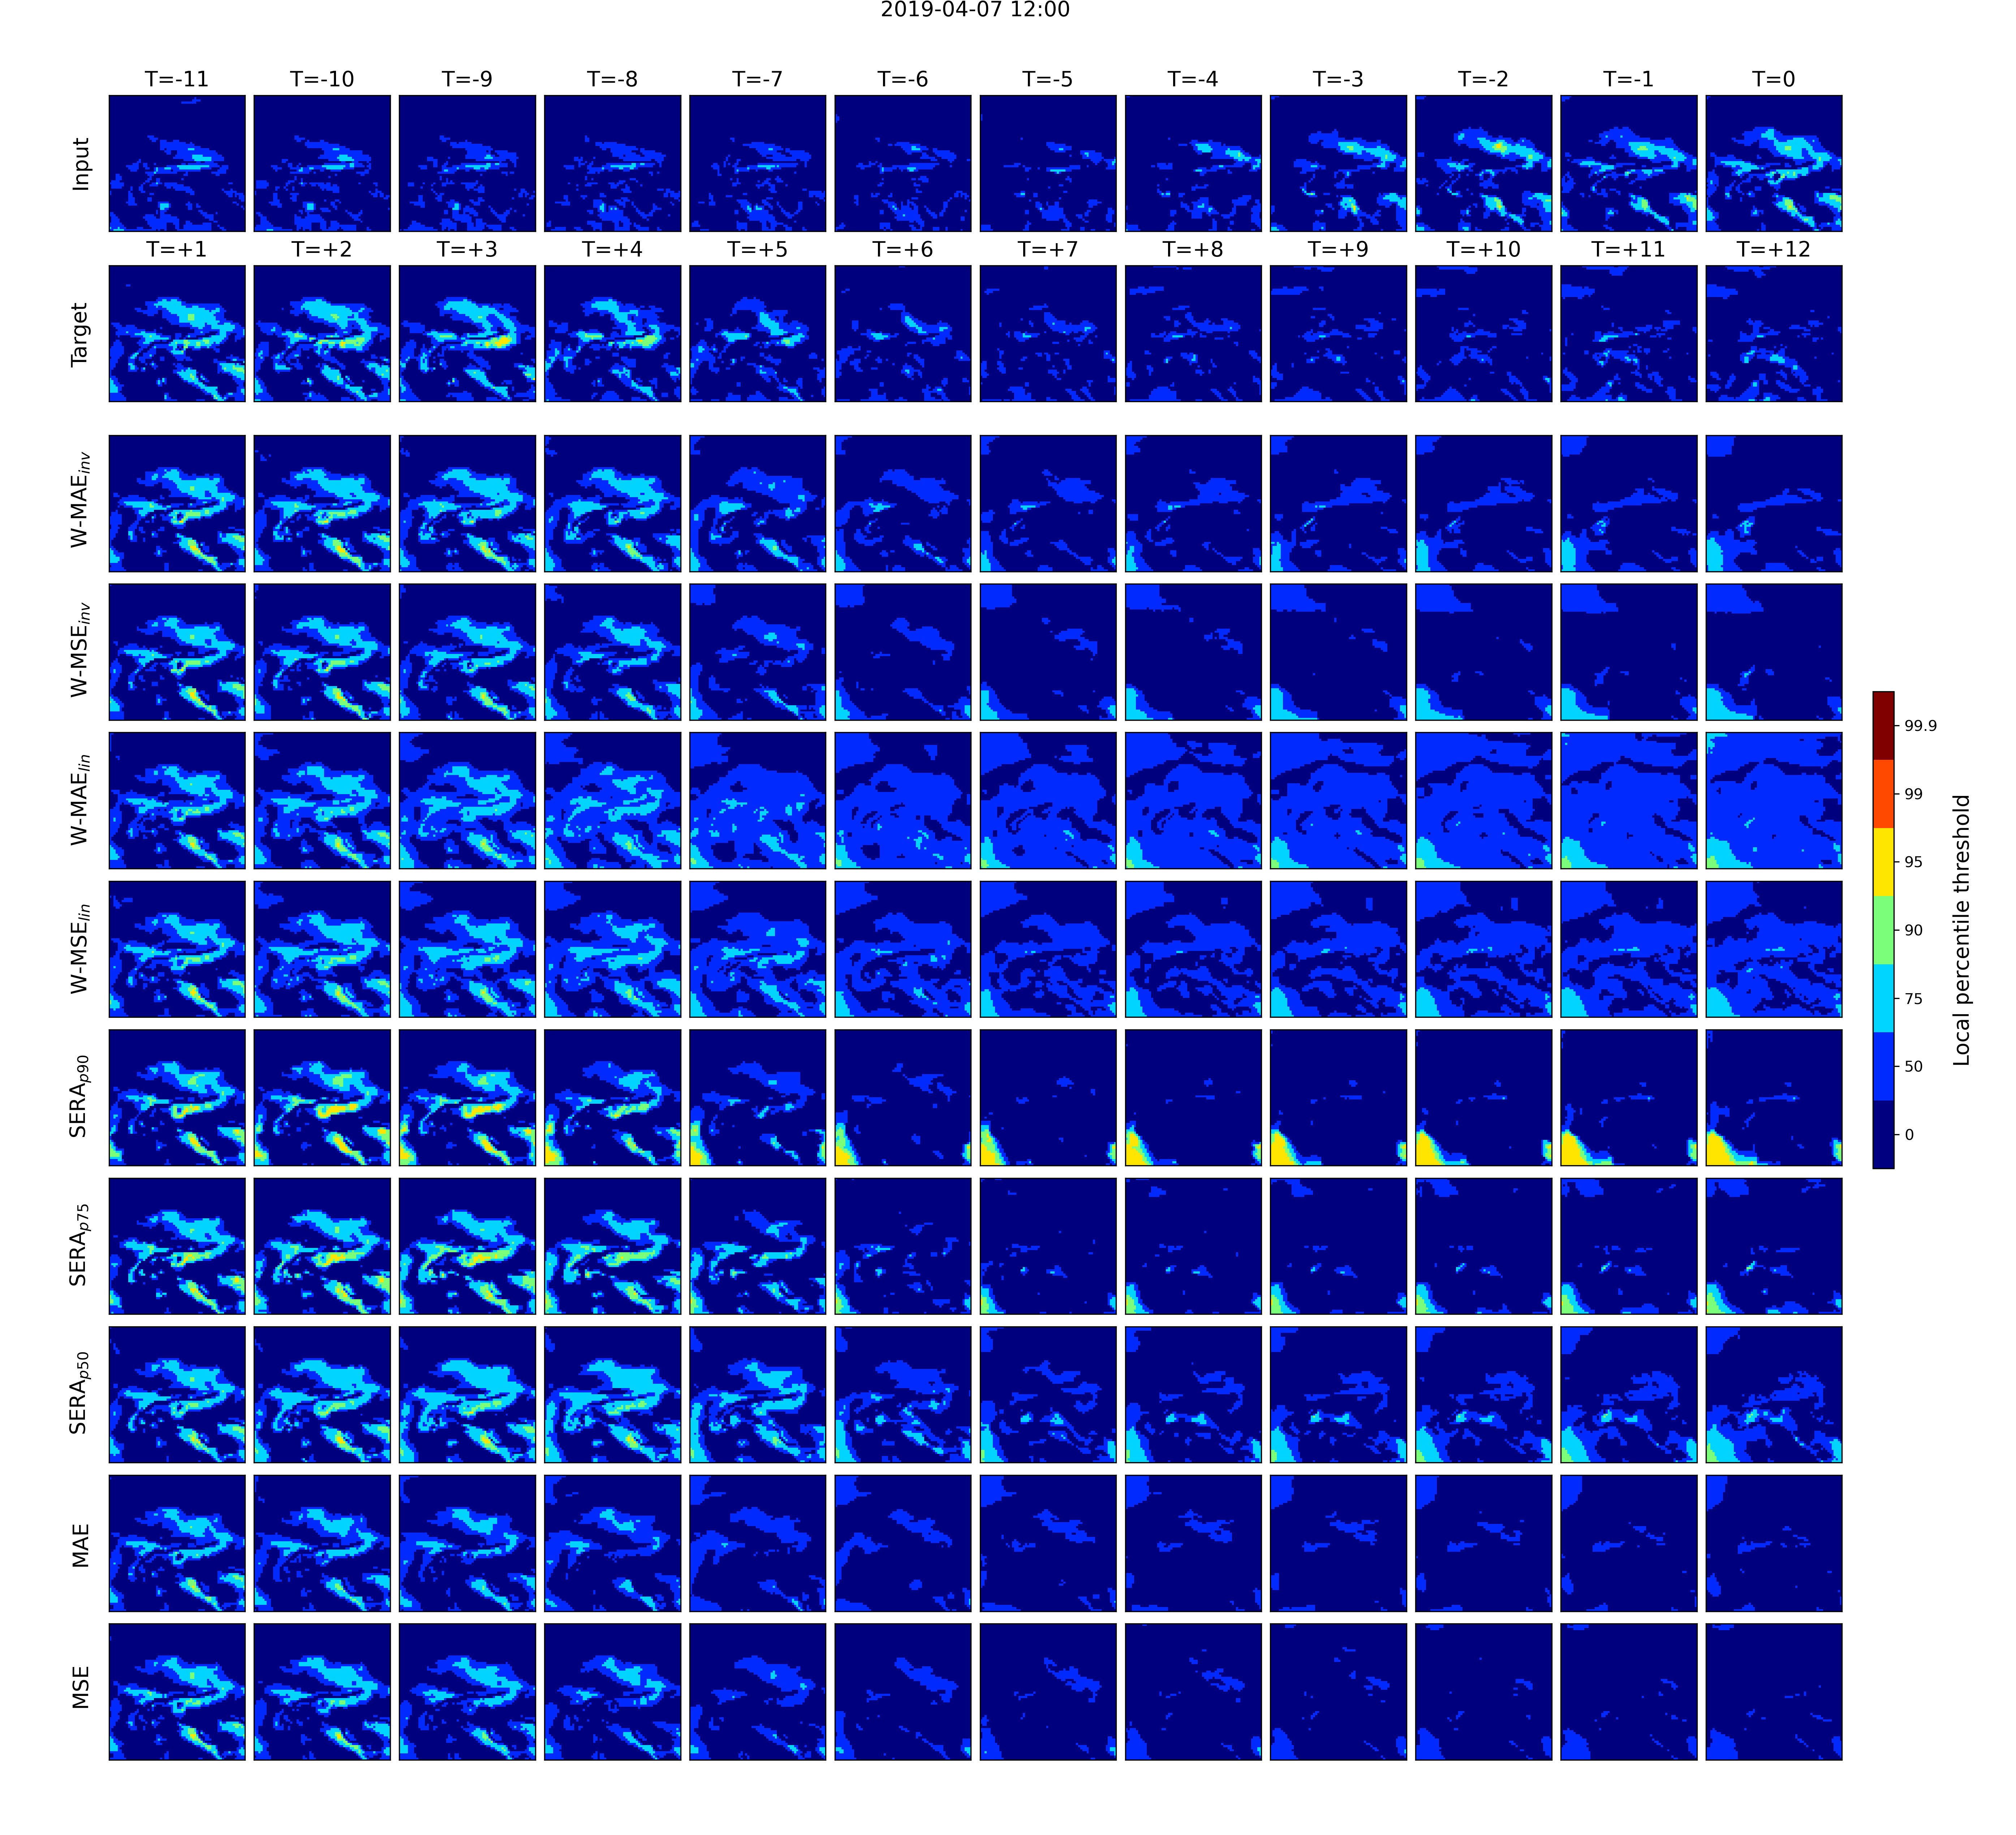 2019-04-07 12:00
T=-11 T=-10 T=-9 T=-8 T=-7 T=-6 T=-5 T=-4 T=-3 T=-2 T=-1 T=0
Input
T=+1 T=+2 T=+3 T=+4 T=+5 T=+6 T=+7 T=+8 T=+9 T=+10 T=+11 T=+12
Target
W-MAEinv
W-MSEinv
W-MAElin
W-MSElin
SERAp90
SERAp75
SERAp50
MAE
MSE
99.9
99
95
90
75
50
0
Local percentile threshold